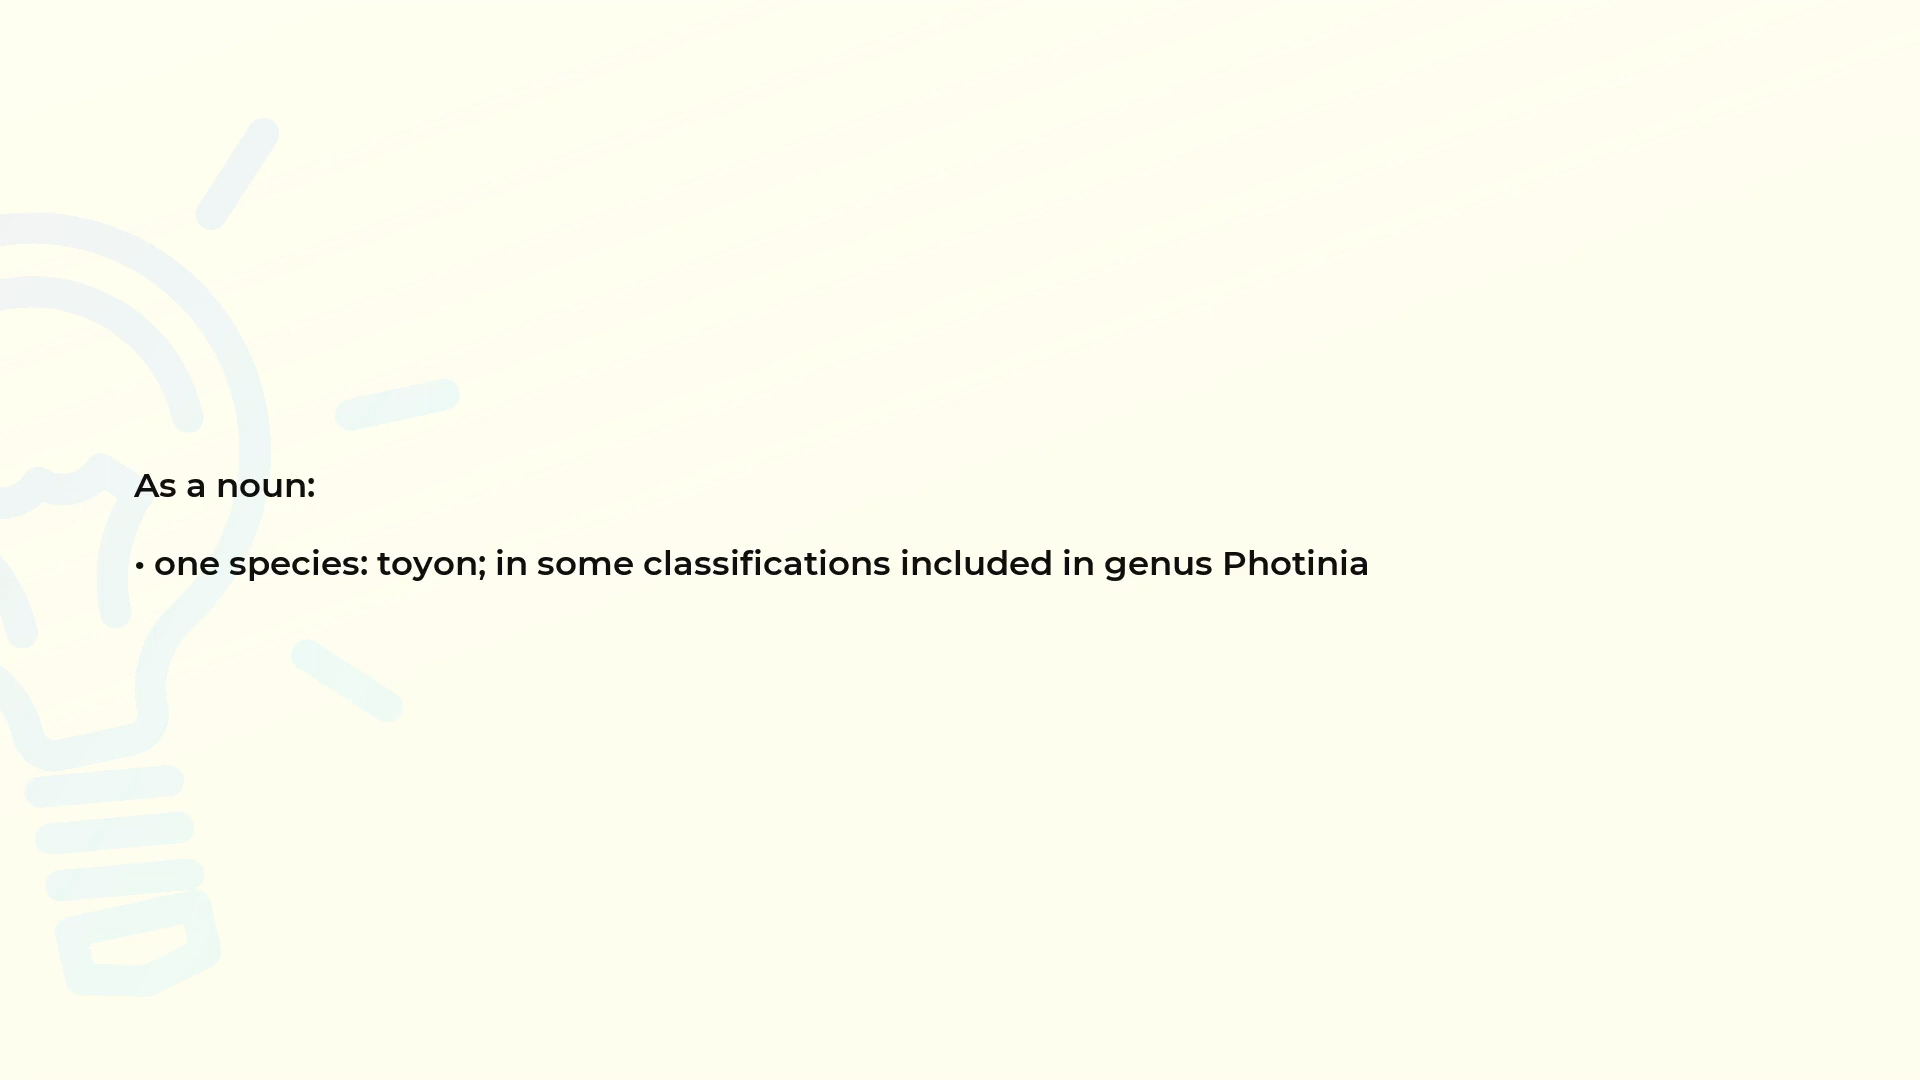 As a noun:
• one species: toyon; in some classifications included in genus Photinia